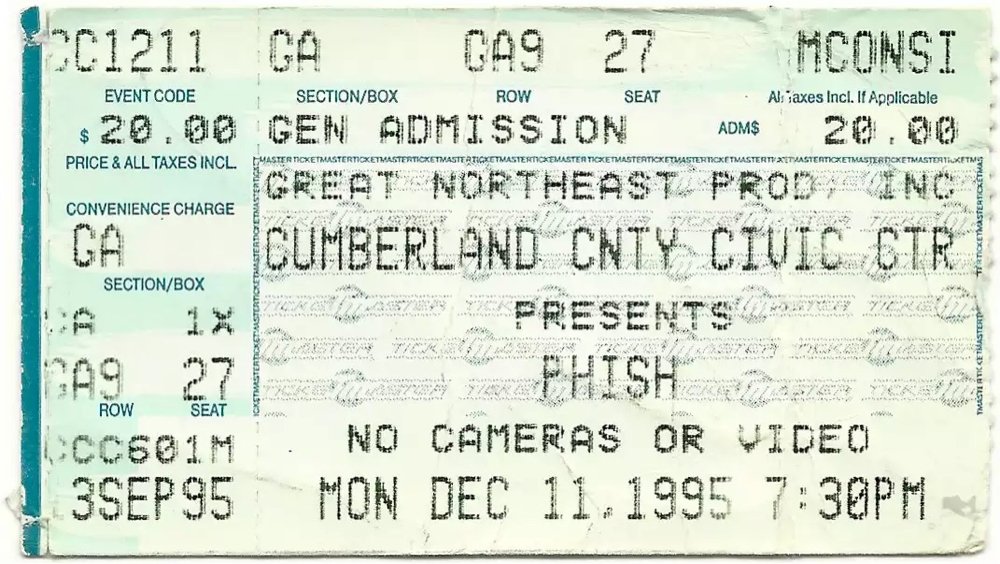 CC1211 GA GA9 27 MCONSI
EVENT CODE SECTION/BOX ROW SEAT All Taxes Incl. If Applicable
$ 20.00 GEN ADMISSION ADM$ 20.00
PRICE & ALL TAXES INCL.
GREAT NORTHEAST PROD, INC
CONVENIENCE CHARGE
GA CUMBERLAND CNTY CIVIC CTR
SECTION/BOX
CA 1X PRESENTS
GA9 27 PHISH
ROW SEAT
CCC601M NO CAMERAS OR VIDEO
3SEP95 MON DEC 11,1995 7:30PM
TICKETMASTER